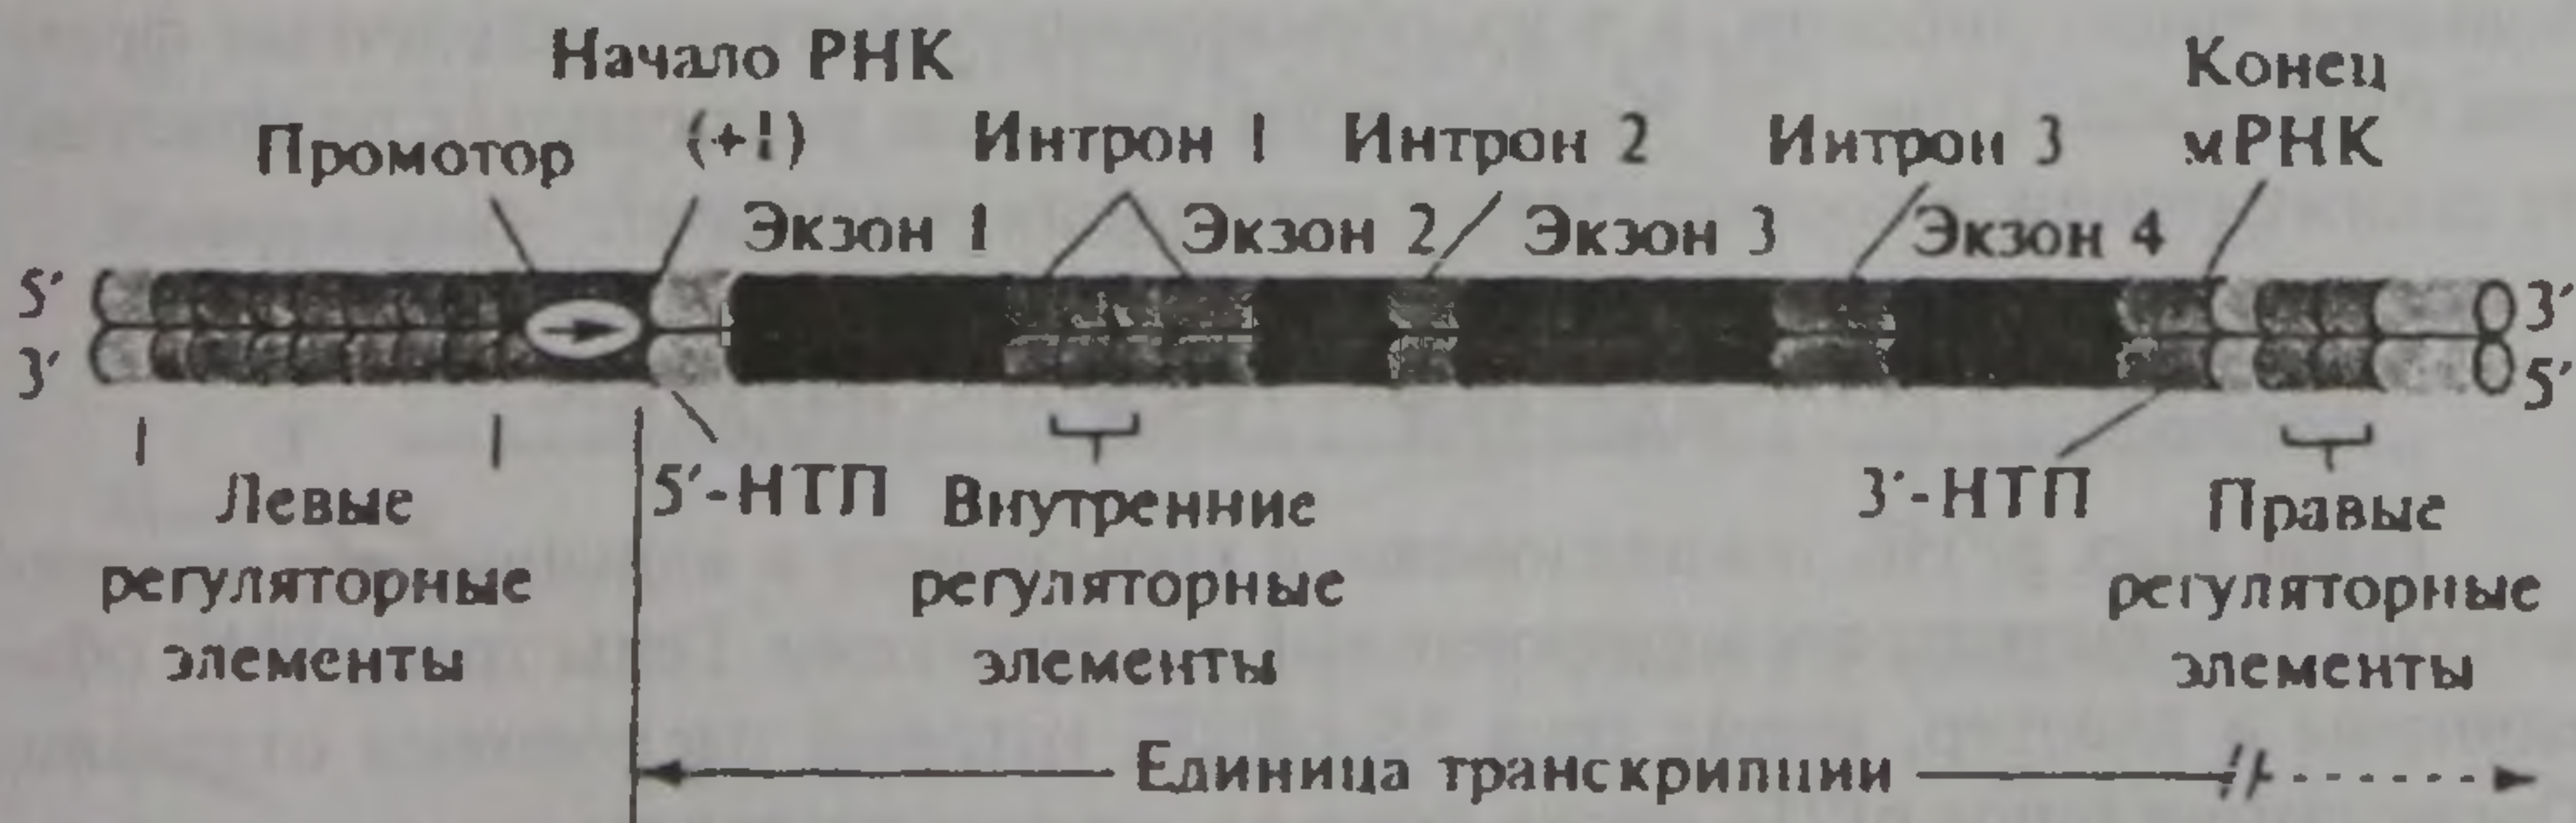 Начало РНК
(+1)
Промотор
Интрон 1
Интрон 2
Интрон 3
Конец
мРНК
Экзон 1
Экзон 2
Экзон 3
Экзон 4
5′
3′
3′
5′
5′-НТП
3′-НТП
Левые
регуляторные
элементы
Внутренние
регуляторные
элементы
Правые
регуляторные
элементы
Единица транскрипции